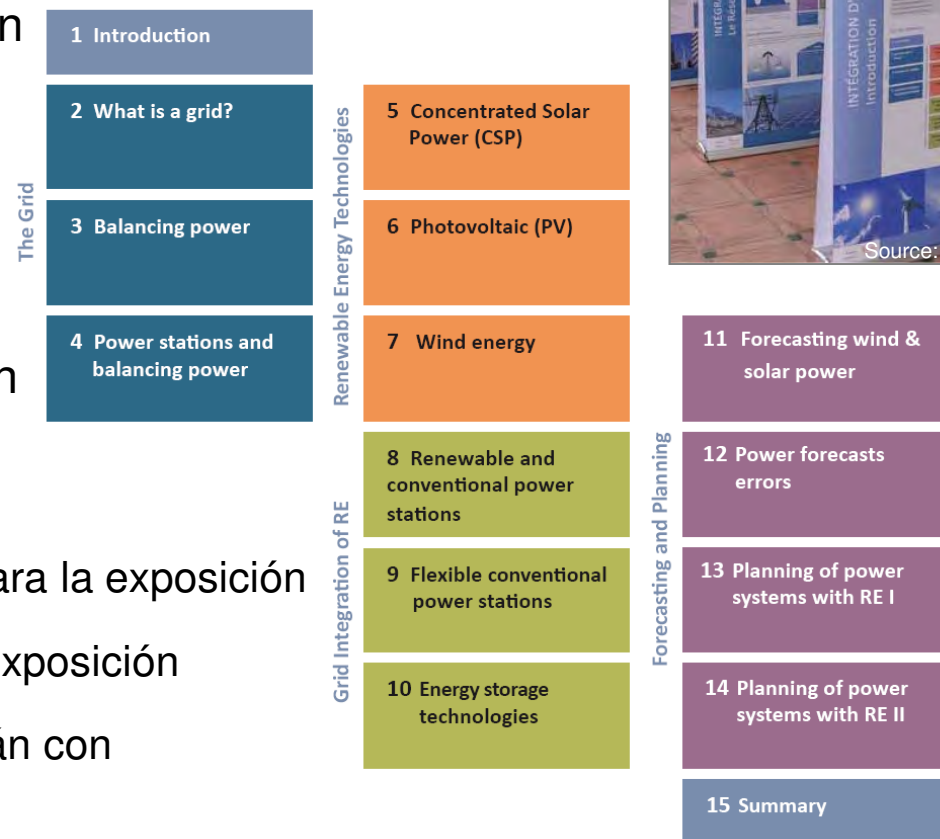 1 Introduction
The Grid
2 What is a grid?
3 Balancing power
4 Power stations and
balancing power
ara la exposición
xposición
án con
Renewable Energy Technologies
5 Concentrated Solar
Power (CSP)
6 Photovoltaic (PV)
7 Wind energy
Grid Integration of RE
8 Renewable and
conventional power
stations
9 Flexible conventional
power stations
10 Energy storage
technologies
INTÉGRATION D'
Introduction
Source:
Forecasting and Planning
11 Forecasting wind &
solar power
12 Power forecasts
errors
13 Planning of power
systems with RE I
14 Planning of power
systems with RE II
15 Summary